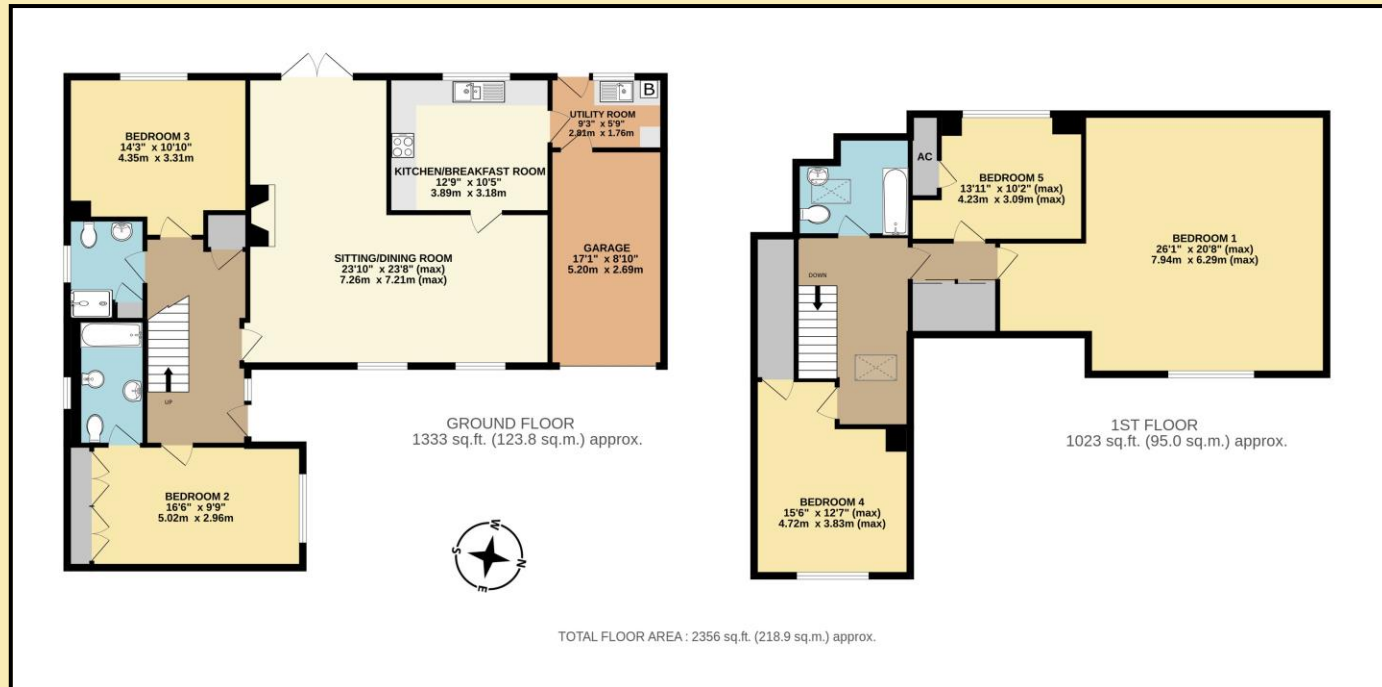 BEDROOM 3
14'3" x 10'10"
4.35m x 3.31m
KITCHEN/BREAKFAST ROOM
12'9" x 10'5"
3.89m x 3.18m
B
UTILITY ROOM
9'3" x 5'9"
2.81m x 1.76m
SITTING/DINING ROOM
23'10" x 23'8" (max)
7.26m x 7.21m (max)
GARAGE
17'1" x 8'10"
5.20m x 2.69m
UP
BEDROOM 2
16'6" x 9'9"
5.02m x 2.96m
GROUND FLOOR
1333 sq.ft. (123.8 sq.m.) approx.
W
S
N
E
AC
BEDROOM 5
13'11" x 10'2" (max)
4.23m x 3.09m (max)
BEDROOM 1
26'1" x 20'8" (max)
7.94m x 6.29m (max)
DOWN
BEDROOM 4
15'6" x 12'7" (max)
4.72m x 3.83m (max)
1ST FLOOR
1023 sq.ft. (95.0 sq.m.) approx.
TOTAL FLOOR AREA : 2356 sq.ft. (218.9 sq.m.) approx.